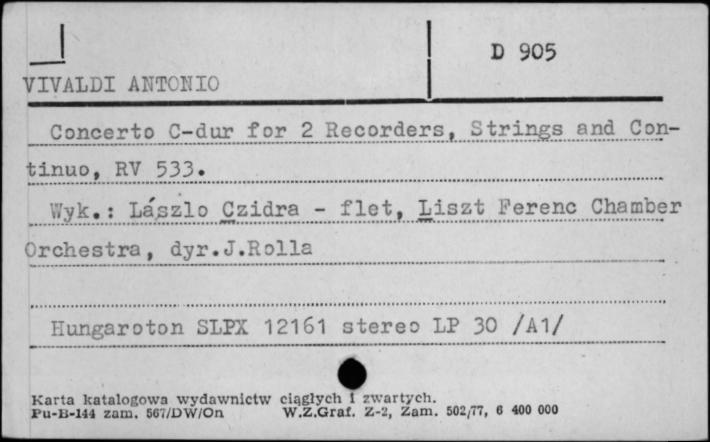 D 905
VIVALDI ANTONIO
Concerto C-dur for 2 Recorders, Strings and Con-
tinuo, RV 533.
Wyk.: Lászlo Czidra - flet, Liszt Ferenc Chamber
Orchestra, dyr.J.Rolla
Hungaroton SLPX 12161 stereo LP 30 /A1/
Karta katalogowa wydawnictw ciągłych i zwartych.
Pu-B-144 zam. 567/DW/On W.Z.Graf. Z-2, Zam. 502/77, 6 400 000